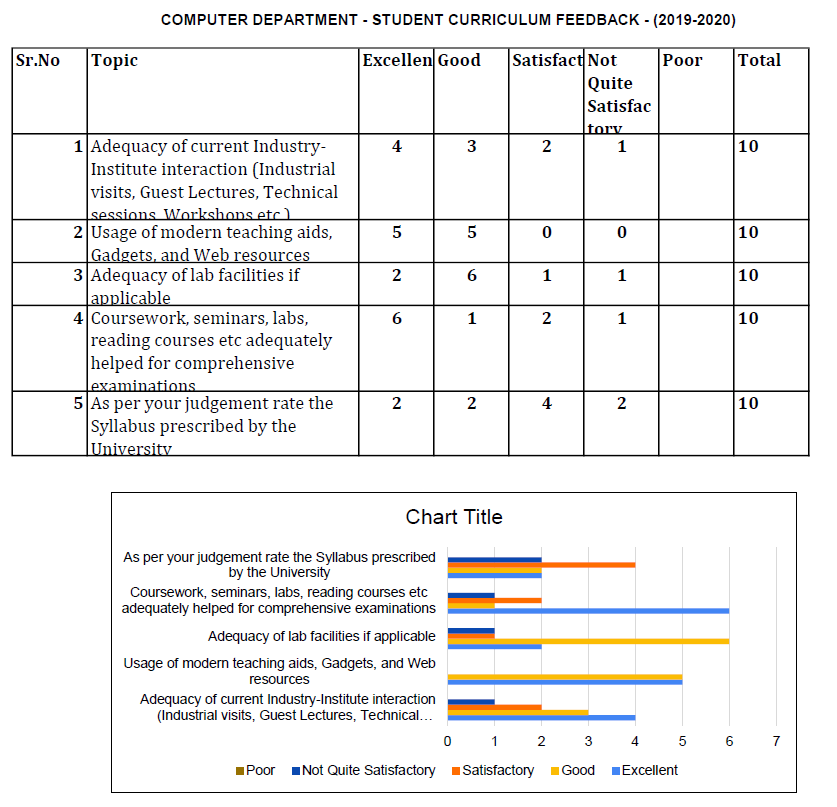 COMPUTER DEPARTMENT - STUDENT CURRICULUM FEEDBACK - (2019-2020)
Sr.No Topic Excellen Good Satisfact Not Poor Total
Quite
Satisfac
tory
1 Adequacy of current Industry- 4 3 2 1 10
Institute interaction (Industrial
visits, Guest Lectures, Technical
sessions, Workshops etc.)
2 Usage of modern teaching aids, 5 5 0 0 10
Gadgets, and Web resources
3 Adequacy of lab facilities if 2 6 1 1 10
applicable
4 Coursework, seminars, labs, 6 1 2 1 10
reading courses etc adequately
helped for comprehensive
examinations
5 As per your judgement rate the 2 2 4 2 10
Syllabus prescribed by the
University
Chart Title
As per your judgement rate the Syllabus prescribed
by the University
Coursework, seminars, labs, reading courses etc
adequately helped for comprehensive examinations
Adequacy of lab facilities if applicable
Usage of modern teaching aids, Gadgets, and Web
resources
Adequacy of current Industry-Institute interaction
(Industrial visits, Guest Lectures, Technical…
0 1 2 3 4 5 6 7
Poor Not Quite Satisfactory Satisfactory Good Excellent